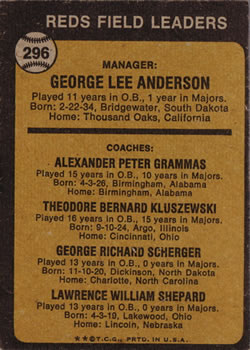 REDS FIELD LEADERS
296
MANAGER:
GEORGE LEE ANDERSON
Played 11 years in O.B., 1 year in Majors.
Born: 2-22-34, Bridgewater, South Dakota
Home: Thousand Oaks, California
COACHES:
ALEXANDER PETER GRAMMAS
Played 15 years in O.B., 10 years in Majors.
Born: 4-3-26, Birmingham, Alabama
Home: Birmingham, Alabama
THEODORE BERNARD KLUSZEWSKI
Played 16 years in O.B., 15 years in Majors.
Born: 9-10-24, Argo, Illinois
Home: Cincinnati, Ohio
GEORGE RICHARD SCHERGER
Played 13 years in O.B., 0 years in Majors.
Born: 11-10-20, Dickinson, North Dakota
Home: Charlotte, North Carolina
LAWRENCE WILLIAM SHEPARD
Played 13 years in O.B., 0 years in Majors.
Born: 4-3-19, Lakewood, Ohio
Home: Lincoln, Nebraska
★★©T.C.G., PRTD. IN U.S.A.